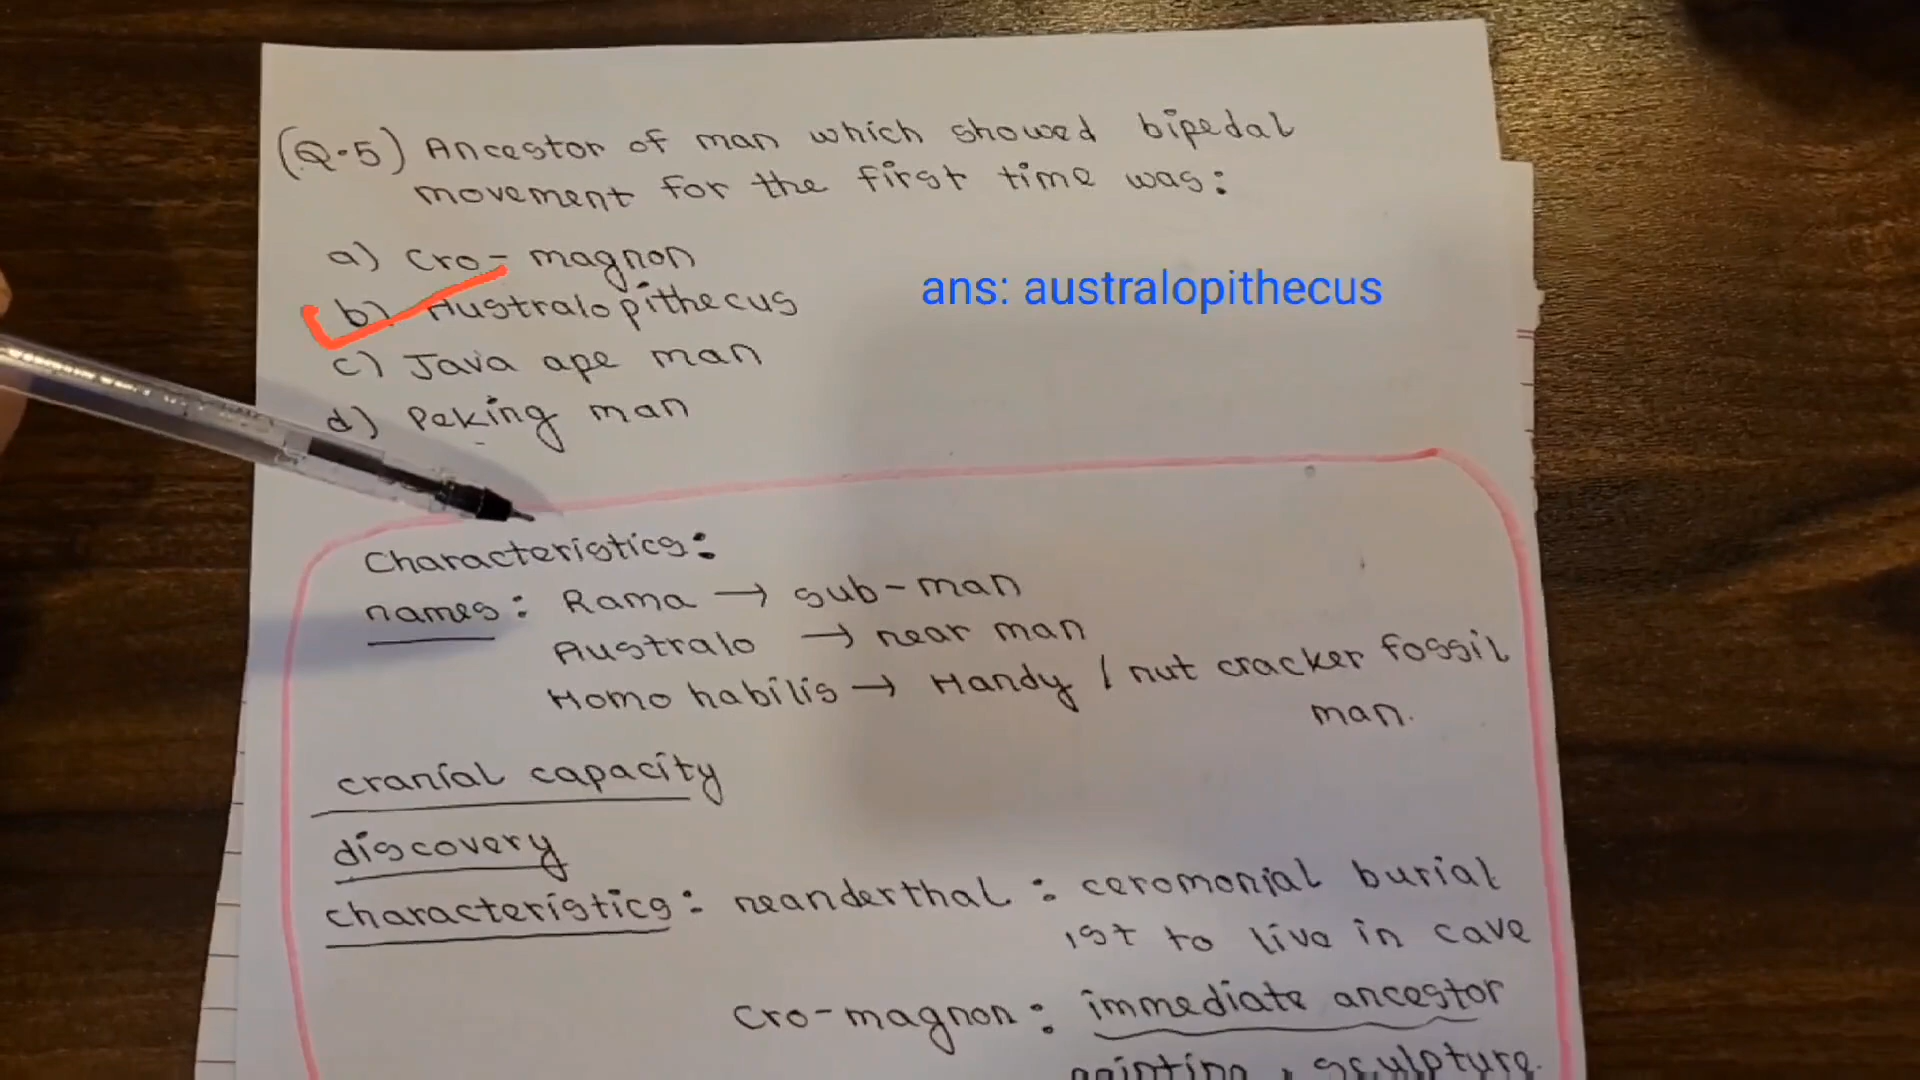 (Q.5) Ancestor of man which showed bipedal
movement for the first time was:
a) cro-magnon
b) Australopithecus
ans: australopithecus
c) Java ape man
d) Peking man
Characteristics:
names: Rama → sub-man
Australo → near man
Homo habilis → Handy / nut cracker fossil
man.
cranial capacity
discovery
characteristics: neanderthal: ceromonial burial
1st to live in cave
cro-magnon: immediate ancestor
painting, sculpture.